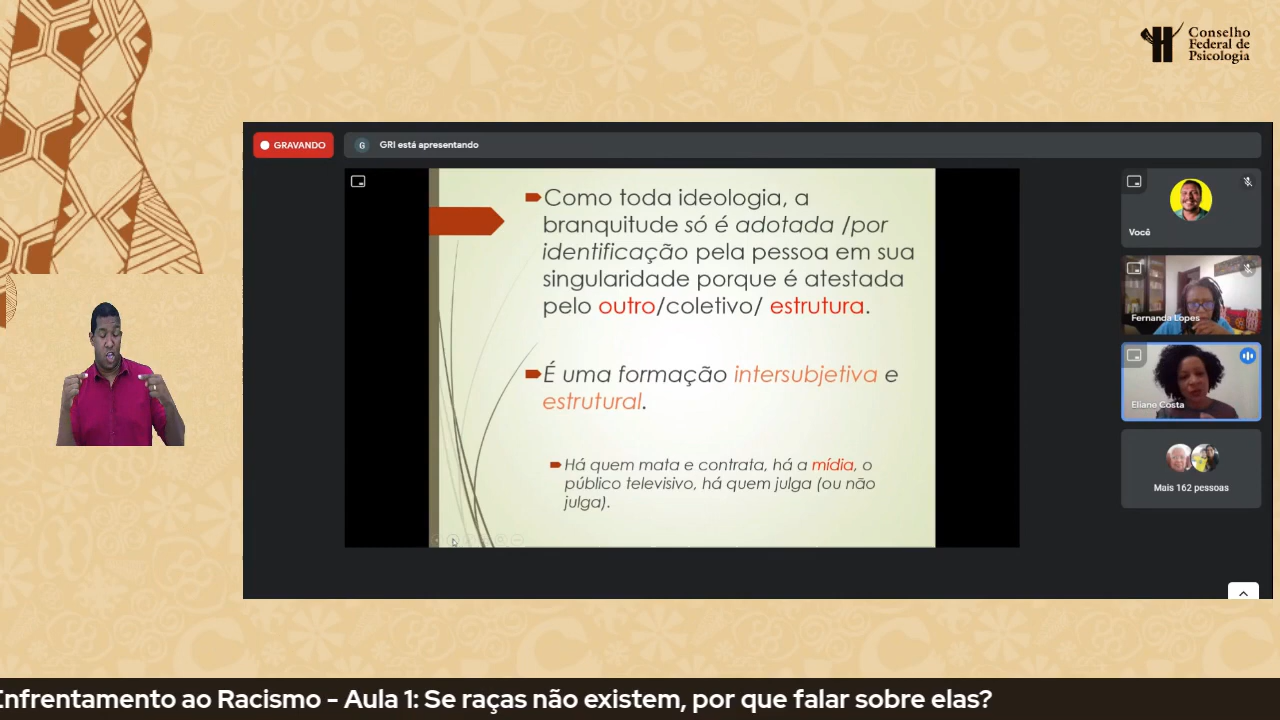 Conselho
Federal de
Psicologia
GRAVANDO
G
GRI está apresentando
Como toda ideologia, a
branquitude só é adotada /por
identificação pela pessoa em sua
singularidade porque é atestada
pelo outro/coletivo/ estrutura.
É uma formação intersubjetiva e
estrutural.
Há quem mata e contrata, há a mídia, o
público televisivo, há quem julga (ou não
julga).
Você
Fernanda Lopes
Eliane Costa
Mais 162 pessoas
Enfrentamento ao Racismo - Aula 1: Se raças não existem, por que falar sobre elas?